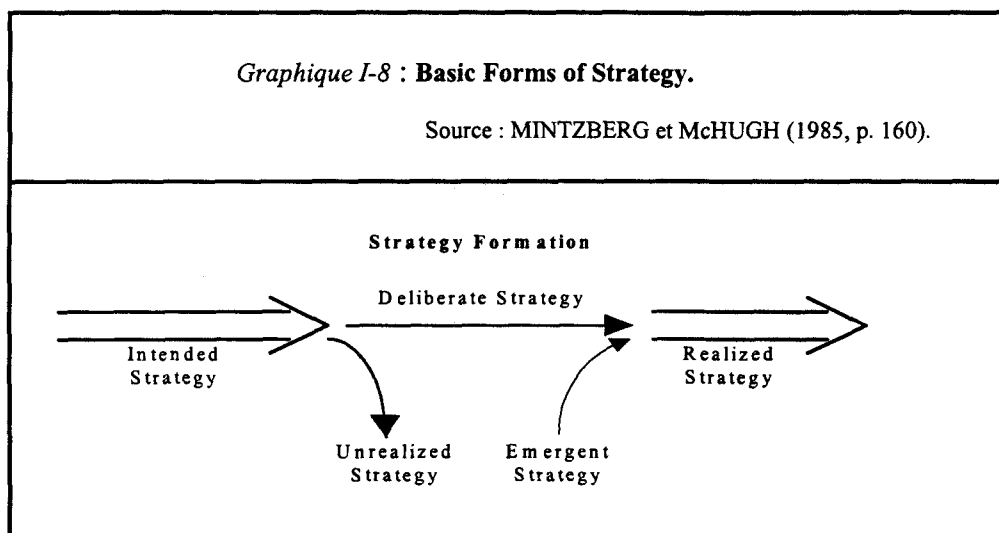 Graphique I-8 : Basic Forms of Strategy.
Source : MINTZBERG et McHUGH (1985, p. 160).
Strategy Formation
Deliberate Strategy
Intended
Strategy
Realized
Strategy
Unrealized
Strategy
Emergent
Strategy